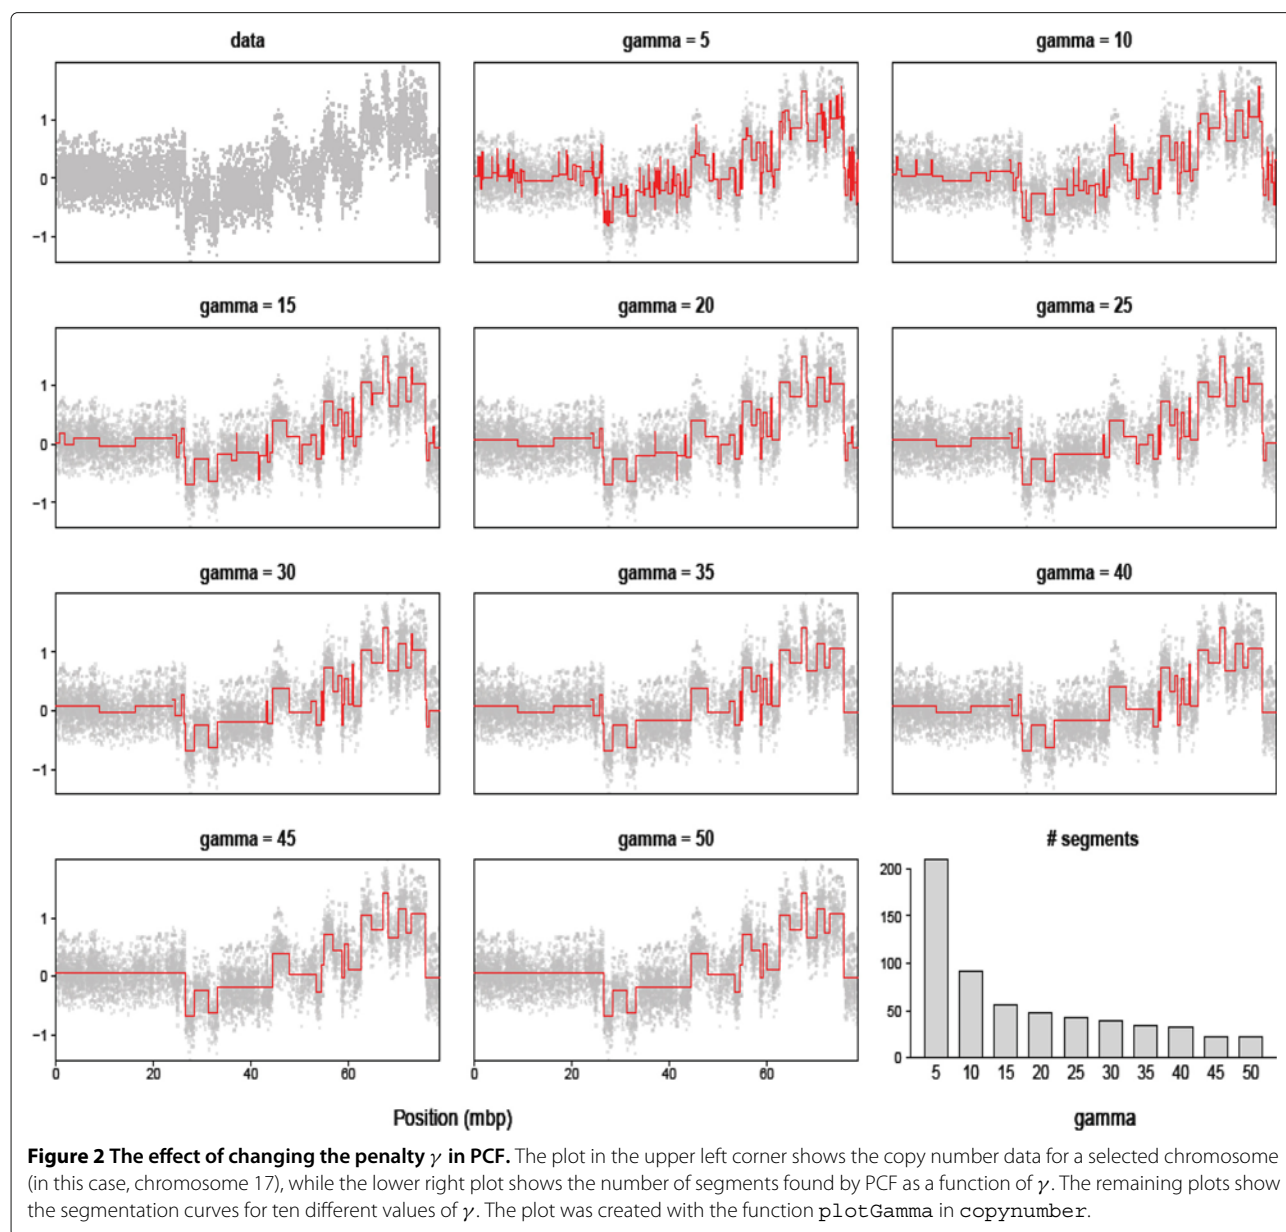 data
gamma = 5
gamma = 10
1
0
−1
gamma = 15
gamma = 20
gamma = 25
1
0
−1
gamma = 30
gamma = 35
gamma = 40
1
0
−1
gamma = 45
gamma = 50
# segments
1
0
−1
200
150
100
50
0
0 20 40 60
0 20 40 60
5 10 15 20 25 30 35 40 45 50
Position (mbp)
gamma
Figure 2 The effect of changing the penalty γ in PCF. The plot in the upper left corner shows the copy number data for a selected chromosome
(in this case, chromosome 17), while the lower right plot shows the number of segments found by PCF as a function of γ. The remaining plots show
the segmentation curves for ten different values of γ. The plot was created with the function plotGamma in copynumber.